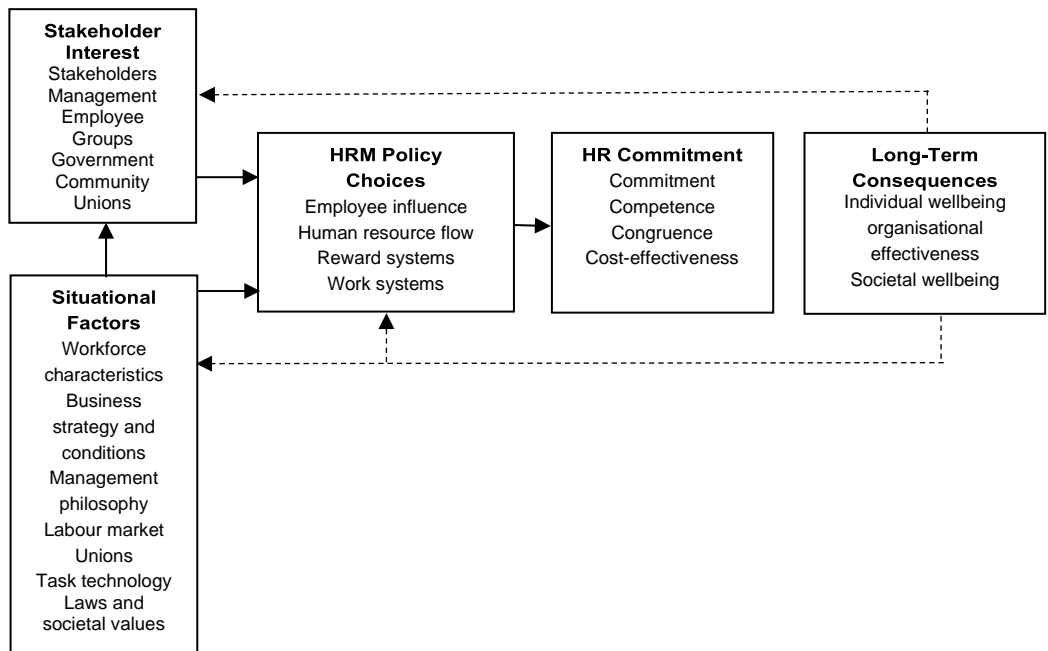 Stakeholder
Interest
Stakeholders
Management
Employee
Groups
Government
Community
Unions
HRM Policy
Choices
Employee influence
Human resource flow
Reward systems
Work systems
HR Commitment
Commitment
Competence
Congruence
Cost-effectiveness
Long-Term
Consequences
Individual wellbeing
organisational
effectiveness
Societal wellbeing
Situational
Factors
Workforce
characteristics
Business
strategy and
conditions
Management
philosophy
Labour market
Unions
Task technology
Laws and
societal values